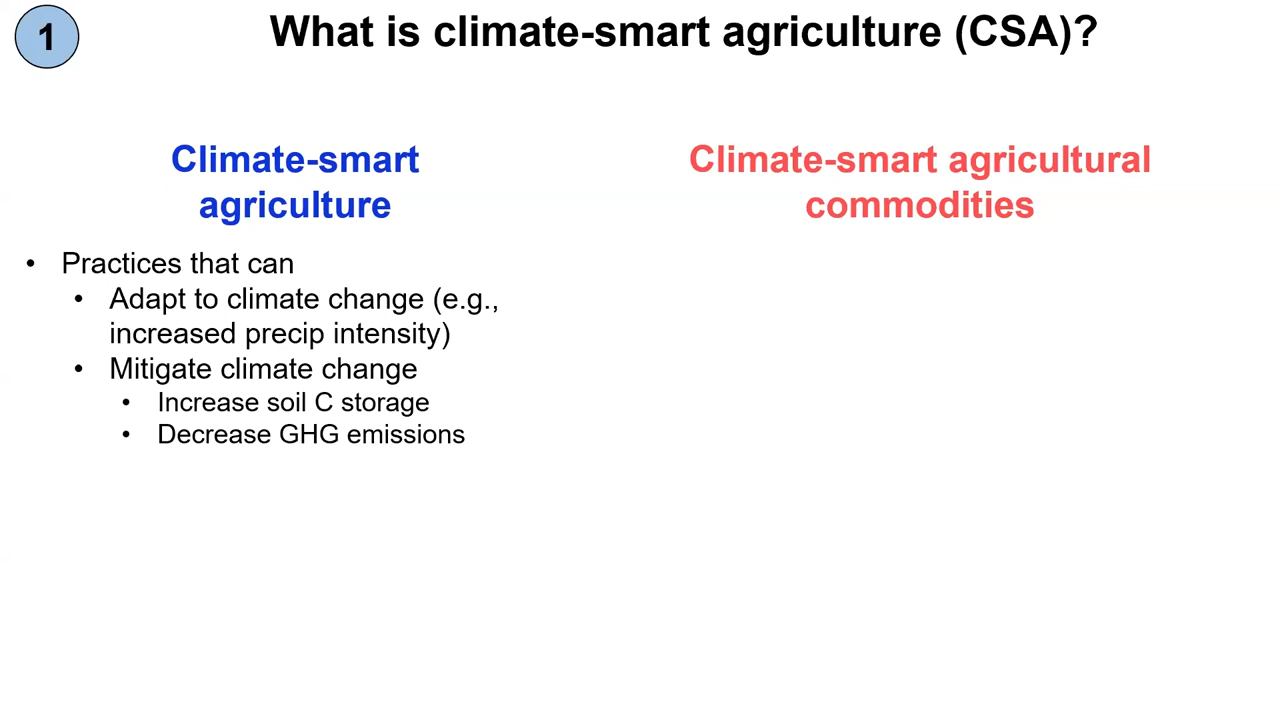 1
What is climate-smart agriculture (CSA)?
Climate-smart
agriculture
• Practices that can
• Adapt to climate change (e.g.,
increased precip intensity)
• Mitigate climate change
• Increase soil C storage
• Decrease GHG emissions
Climate-smart agricultural
commodities